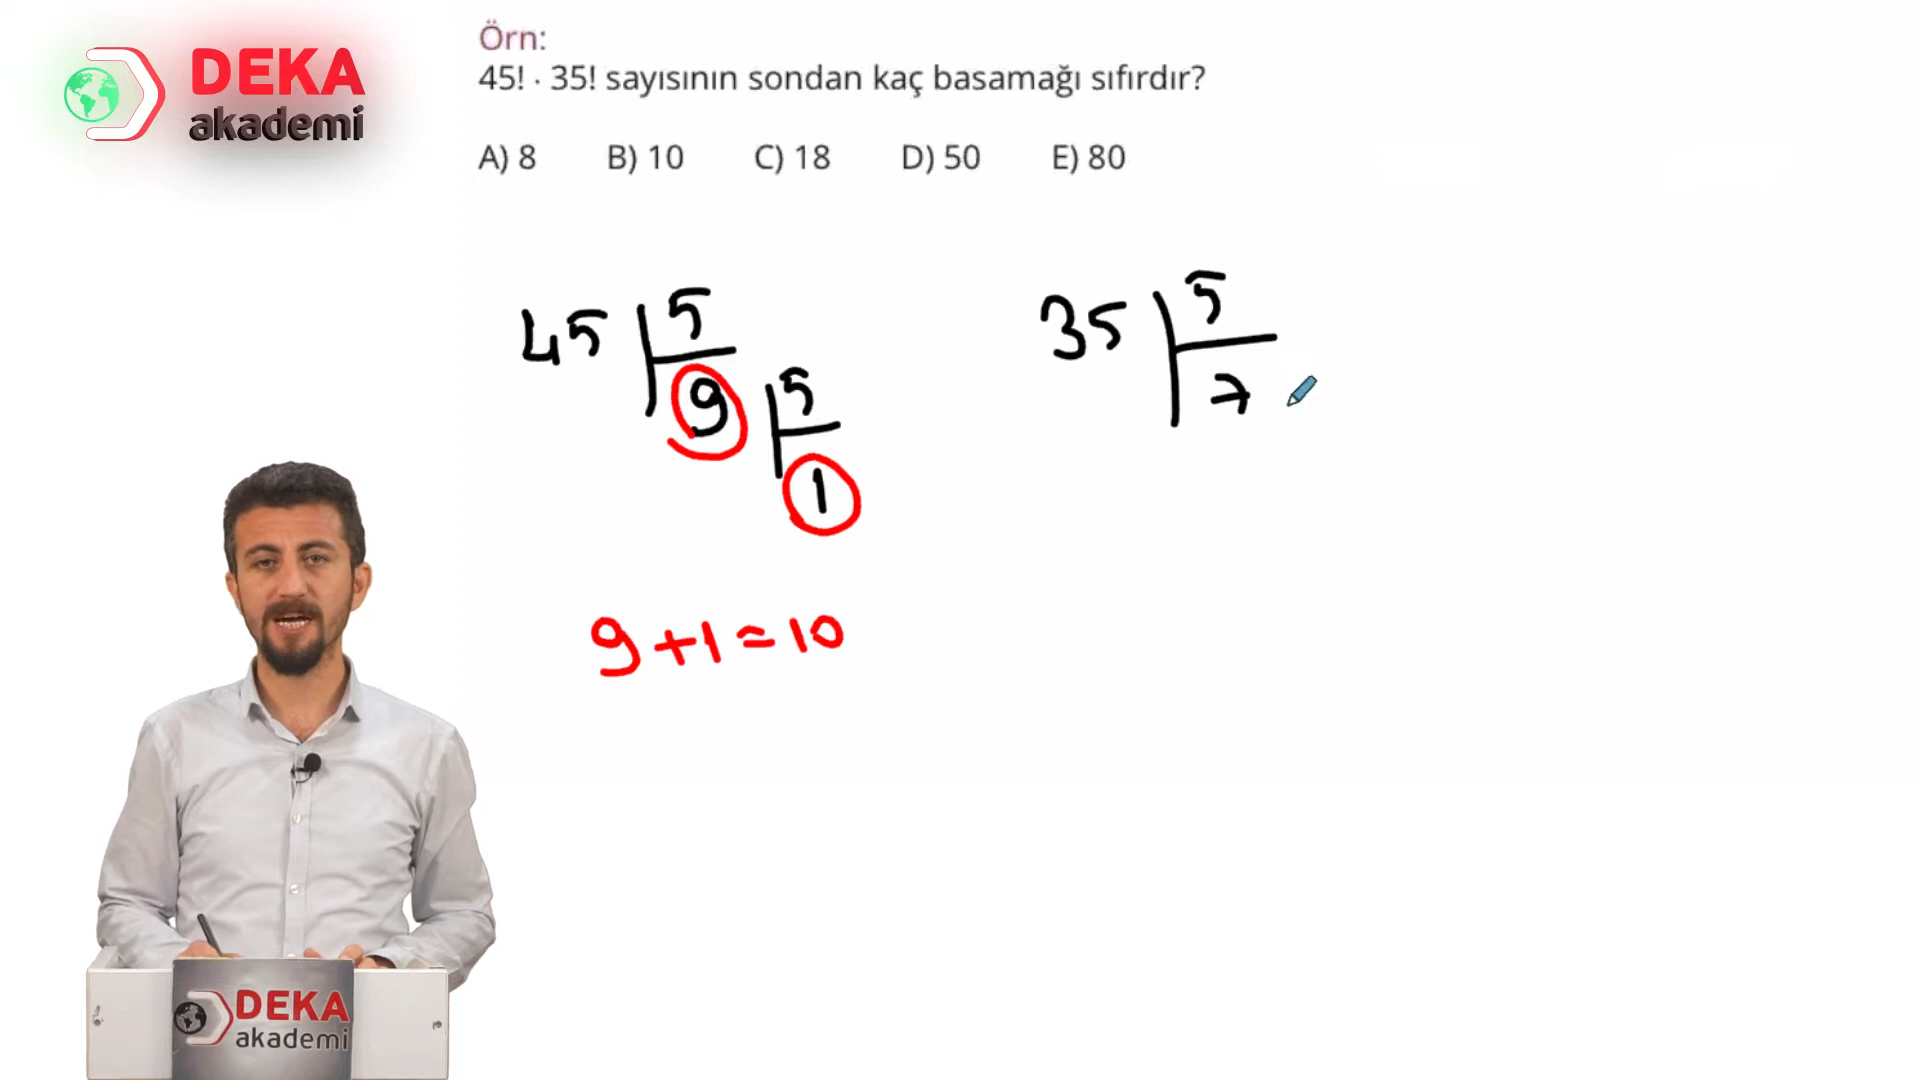 DEKA
akademi
Örn:
45! · 35! sayısının sondan kaç basamağı sıfırdır?
A) 8 B) 10 C) 18 D) 50 E) 80
45 5
9 5
1
35 5
7
9+1=10
DEKA
akademi